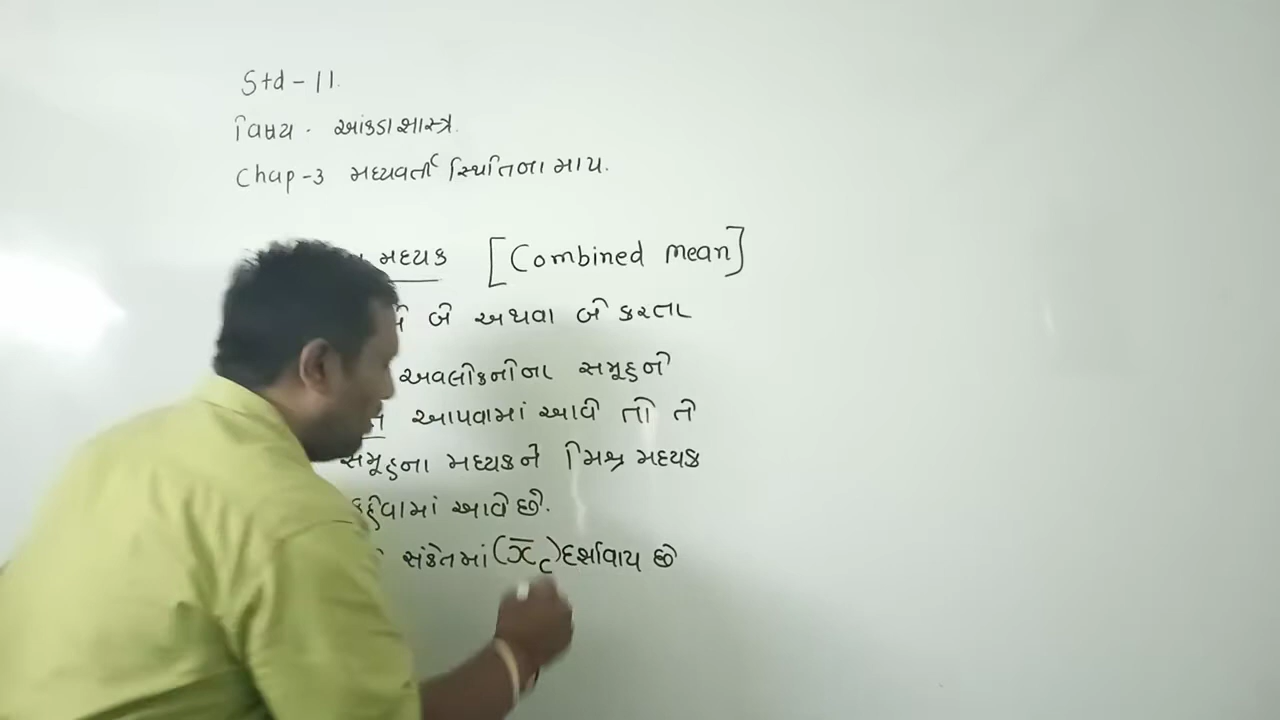 Std - 11.
વિષય - આંકડાશાસ્ત્ર.
Chap - 3 મધ્યવર્તી સ્થિતિના માપ.
મધ્યક [Combined Mean]
બે અથવા બે કરતા
અવલોકનોના સમૂહને
આપવામાં આવે તો તે
સમૂહના મધ્યકને મિશ્ર મધ્યક
કહેવામાં આવે છે.
સંકેતમાં (x̄c) દર્શાવાય છે